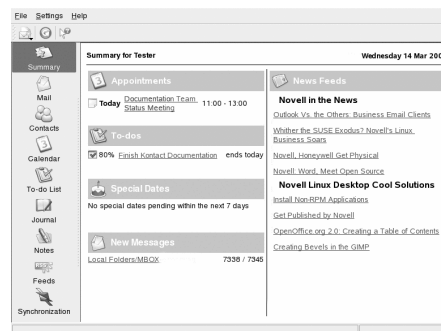 File Settings Help
Summary for Tester
Wednesday 14 Mar 200
Summary
Mail
Contacts
Calendar
To-do List
Journal
Notes
Feeds
Synchronization
Appointments
Today Documentation Team Status Meeting 11:00 - 13:00
To-dos
80% Finish Kontact Documentation ends today
Special Dates
No special dates pending within the next 7 days
New Messages
Local Folders/MBOX 7338 / 7345
News Feeds
Novell in the News
Outlook Vs. the Others: Business Email Clients
Whither the SUSE Exodus? Novell's Linux
Business Soars
Novell, Honeywell Get Physical
Novell: Word, Meet Open Source
Novell Linux Desktop Cool Solutions
Install Non-RPM Applications
Get Published by Novell
OpenOffice.org 2.0: Creating a Table of Contents
Creating Bevels in the GIMP